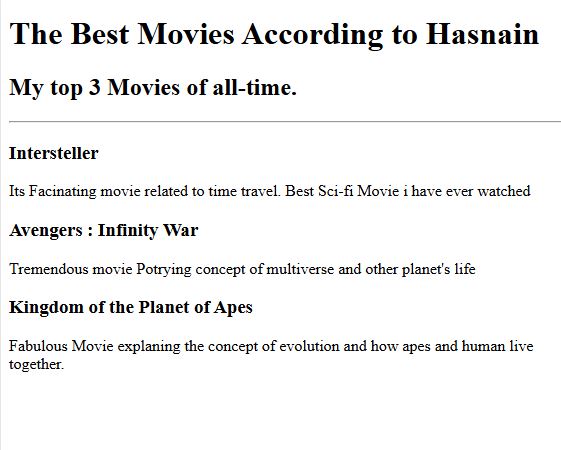 The Best Movies According to Hasnain
My top 3 Movies of all-time.
Intersteller
Its Facinating movie related to time travel. Best Sci-fi Movie i have ever watched
Avengers : Infinity War
Tremendous movie Potrying concept of multiverse and other planet's life
Kingdom of the Planet of Apes
Fabulous Movie explaning the concept of evolution and how apes and human live
together.